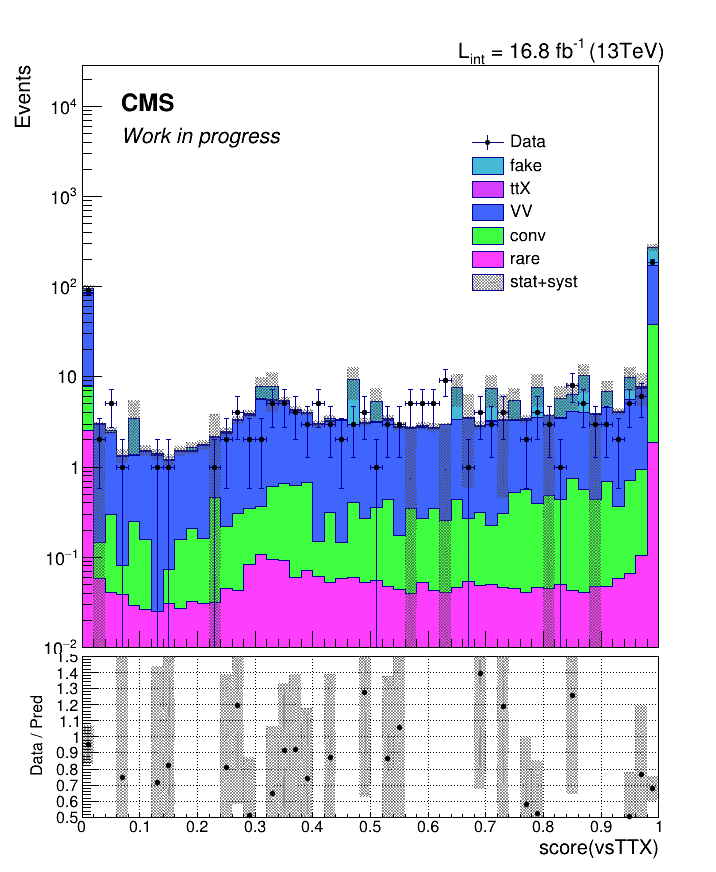 L_int = 16.8 fb^-1 (13TeV)
Events
CMS
Work in progress
Data
fake
ttX
VV
conv
rare
stat+syst
10^4
10^3
10^2
10
1
10^−1
10^−2
1.5
1.4
1.3
1.2
1.1
1
0.9
0.8
0.7
0.6
0.5
Data / Pred
0 0.1 0.2 0.3 0.4 0.5 0.6 0.7 0.8 0.9 1
score(vsTTX)